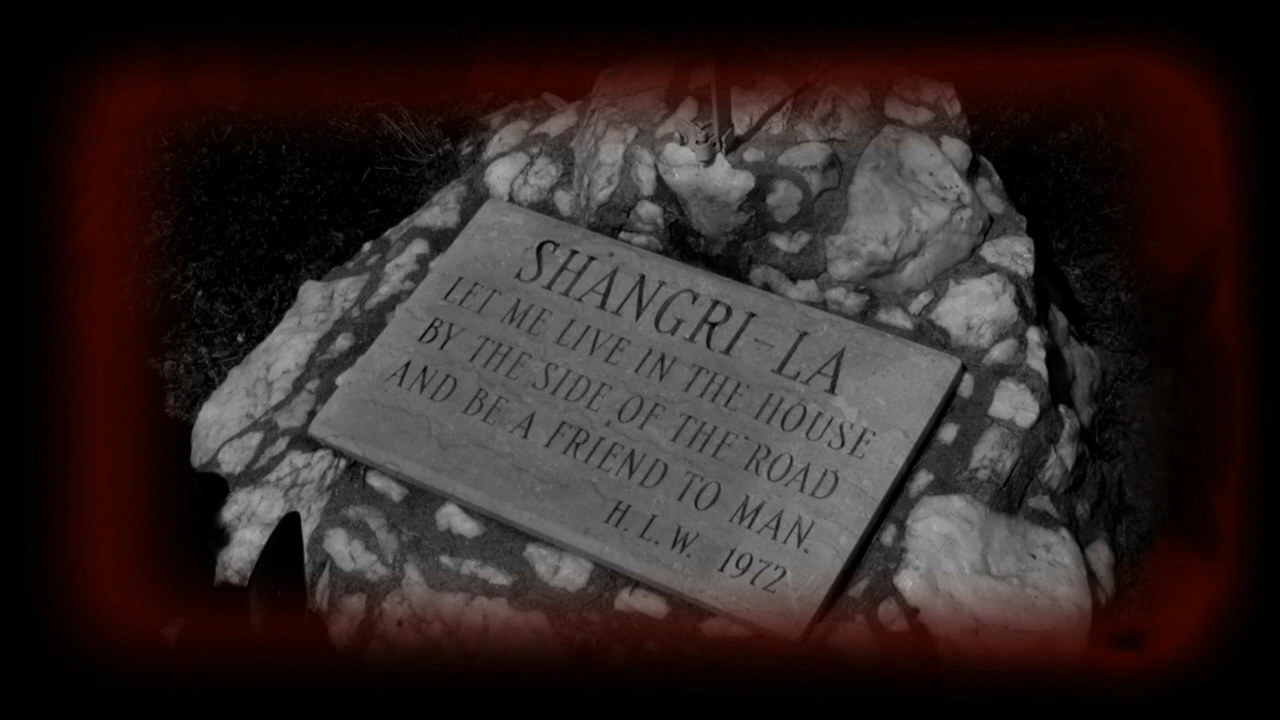 SHANGRI-LA
LET ME LIVE IN THE HOUSE
BY THE SIDE OF THE ROAD
AND BE A FRIEND TO MAN.
H. L. W. 1972